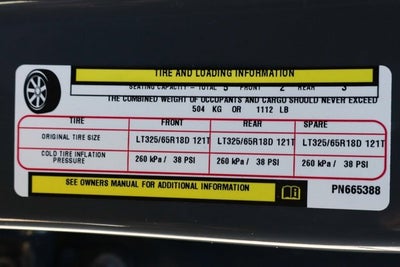 TIRE AND LOADING INFORMATION
SEATING CAPACITY - TOTAL 5 FRONT 2 REAR 3
THE COMBINED WEIGHT OF OCCUPANTS AND CARGO SHOULD NEVER EXCEED
504 KG OR 1112 LB
TIRE FRONT REAR SPARE
ORIGINAL TIRE SIZE LT325/65R18D 121T LT325/65R18D 121T LT325/65R18D 121T
COLD TIRE INFLATION
PRESSURE 260 kPa / 38 PSI 260 kPa / 38 PSI 260 kPa / 38 PSI
SEE OWNERS MANUAL FOR ADDITIONAL INFORMATION PN665388